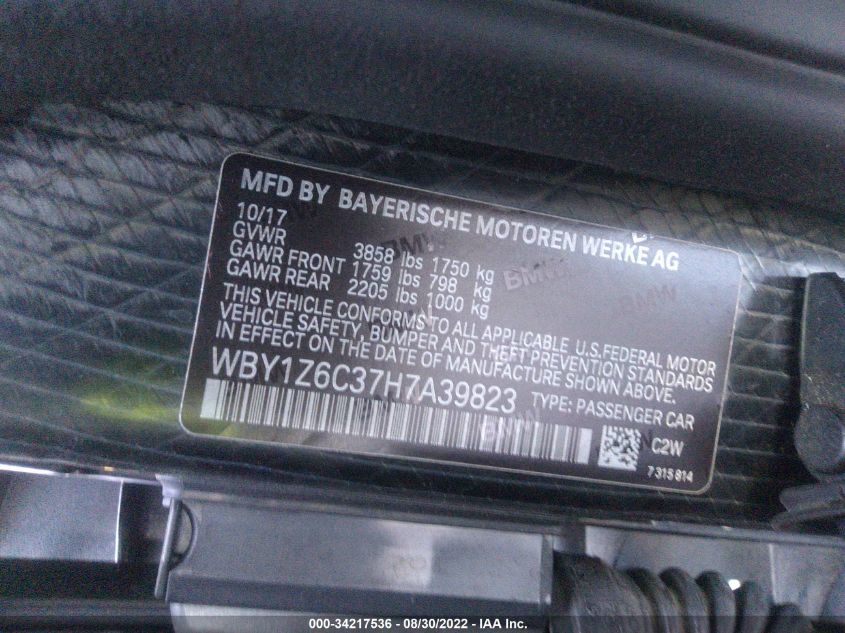 MFD BY BAYERISCHE MOTOREN WERKE AG
10/17
GVWR 3858 lbs 1750 kg
GAWR FRONT 1759 lbs 798 kg
GAWR REAR 2205 lbs 1000 kg
THIS VEHICLE CONFORMS TO ALL APPLICABLE U.S.FEDERAL MOTOR
VEHICLE SAFETY, BUMPER AND THEFT PREVENTION STANDARDS
IN EFFECT ON THE DATE OF MANUFACTURE SHOWN ABOVE.
WBY1Z6C37H7A39823 TYPE: PASSENGER CAR
C2W
7 315 814
BMW
BMW
BMW
000-34217536 - 08/30/2022 - IAA Inc.